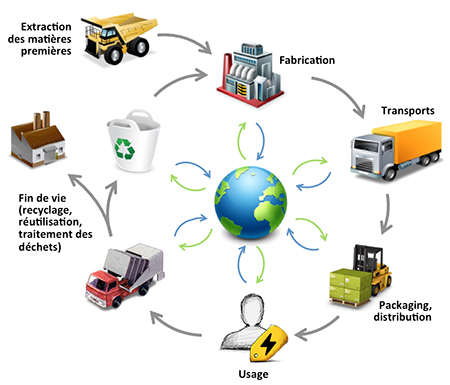 Extraction
des matières
premières
Fabrication
Transports
Packaging,
distribution
Usage
Fin de vie
(recyclage,
réutilisation,
traitement des
déchets)